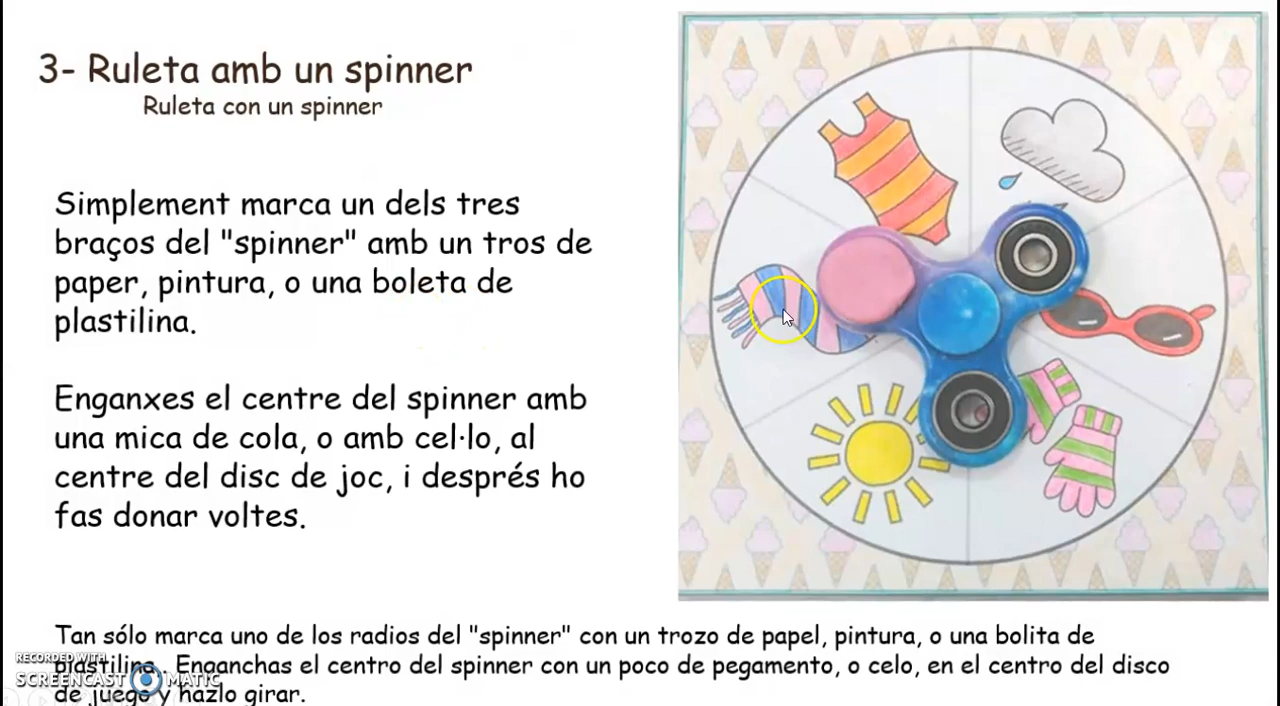 3- Ruleta amb un spinner
Ruleta con un spinner
Simplement marca un dels tres
braços del "spinner" amb un tros de
paper, pintura, o una boleta de
plastilina.
Enganxes el centre del spinner amb
una mica de cola, o amb cel·lo, al
centre del disc de joc, i després ho
fas donar voltes.
Tan sólo marca uno de los radios del "spinner" con un trozo de papel, pintura, o una bolita de
plastilina. Enganchas el centro del spinner con un poco de pegamento, o celo, en el centro del disco
de juego y hazlo girar.
RECORDED WITH
SCREENCAST MATIC